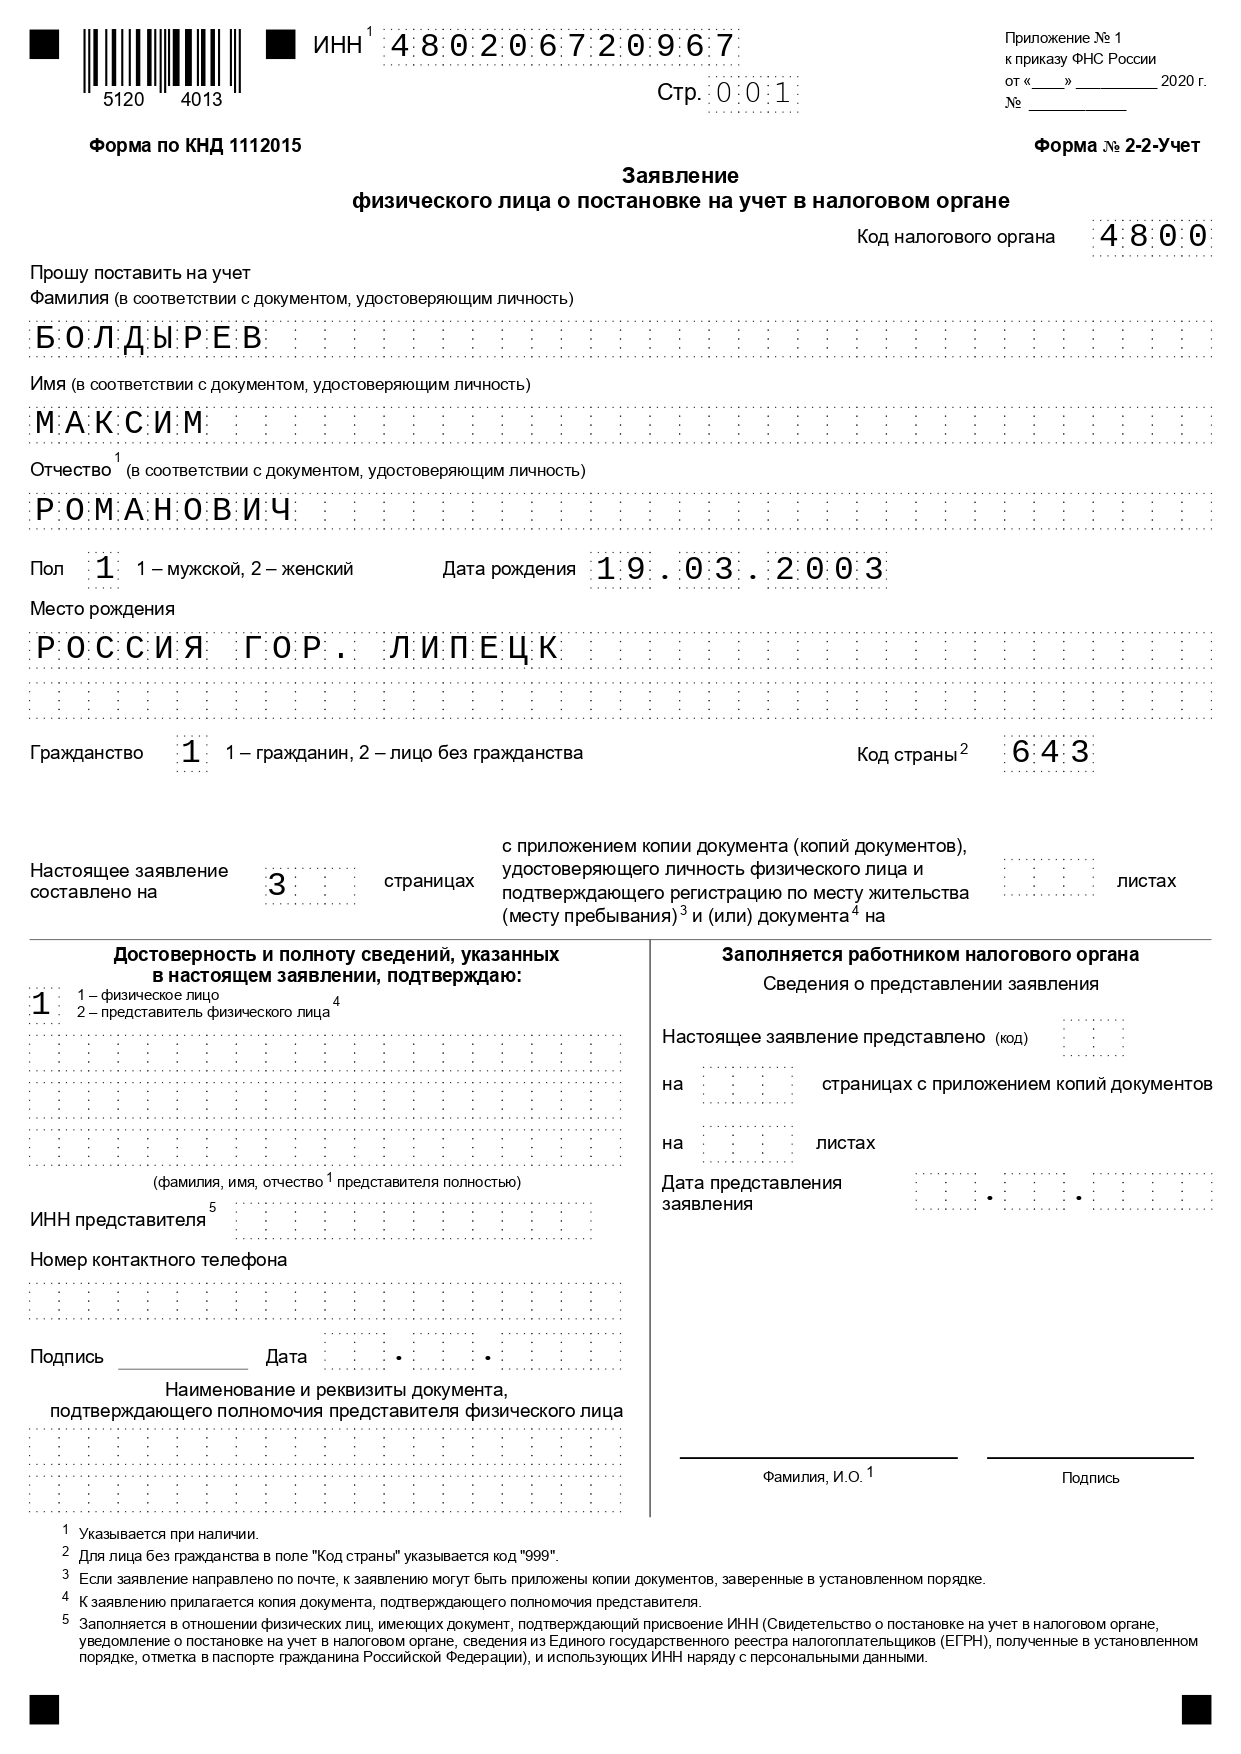 ИНН 1 480206720967
Приложение № 1
к приказу ФНС России
от «____» __________ 2020 г.
№ ____________
Стр. 001
5120 4013
Форма по КНД 1112015
Форма № 2-2-Учет
Заявление
физического лица о постановке на учет в налоговом органе
Код налогового органа 4800
Прошу поставить на учет
Фамилия (в соответствии с документом, удостоверяющим личность)
БОЛДЫРЕВ
Имя (в соответствии с документом, удостоверяющим личность)
МАКСИМ
Отчество 1 (в соответствии с документом, удостоверяющим личность)
РОМАНОВИЧ
Пол 1 1 – мужской, 2 – женский Дата рождения 19.03.2003
Место рождения
РОССИЯ ГОР. ЛИПЕЦК
Гражданство 1 1 – гражданин, 2 – лицо без гражданства Код страны 2 643
Настоящее заявление
составлено на 3 страницах
с приложением копии документа (копий документов),
удостоверяющего личность физического лица и
подтверждающего регистрацию по месту жительства
(месту пребывания) 3 и (или) документа 4 на
листах
Достоверность и полноту сведений, указанных
в настоящем заявлении, подтверждаю:
1 1 – физическое лицо
2 – представитель физического лица 4
(фамилия, имя, отчество 1 представителя полностью)
ИНН представителя 5
Номер контактного телефона
Подпись Дата . .
Наименование и реквизиты документа,
подтверждающего полномочия представителя физического лица
Заполняется работником налогового органа
Сведения о представлении заявления
Настоящее заявление представлено (код)
на страницах с приложением копий документов
на листах
Дата представления
заявления . .
Фамилия, И.О. 1 Подпись
1 Указывается при наличии.
2 Для лица без гражданства в поле "Код страны" указывается код "999".
3 Если заявление направлено по почте, к заявлению могут быть приложены копии документов, заверенные в установленном порядке.
4 К заявлению прилагается копия документа, подтверждающего полномочия представителя.
5 Заполняется в отношении физических лиц, имеющих документ, подтверждающий присвоение ИНН (Свидетельство о постановке на учет в налоговом органе,
уведомление о постановке на учет в налоговом органе, сведения из Единого государственного реестра налогоплательщиков (ЕГРН), полученные в установленном
порядке, отметка в паспорте гражданина Российской Федерации), и использующих ИНН наряду с персональными данными.